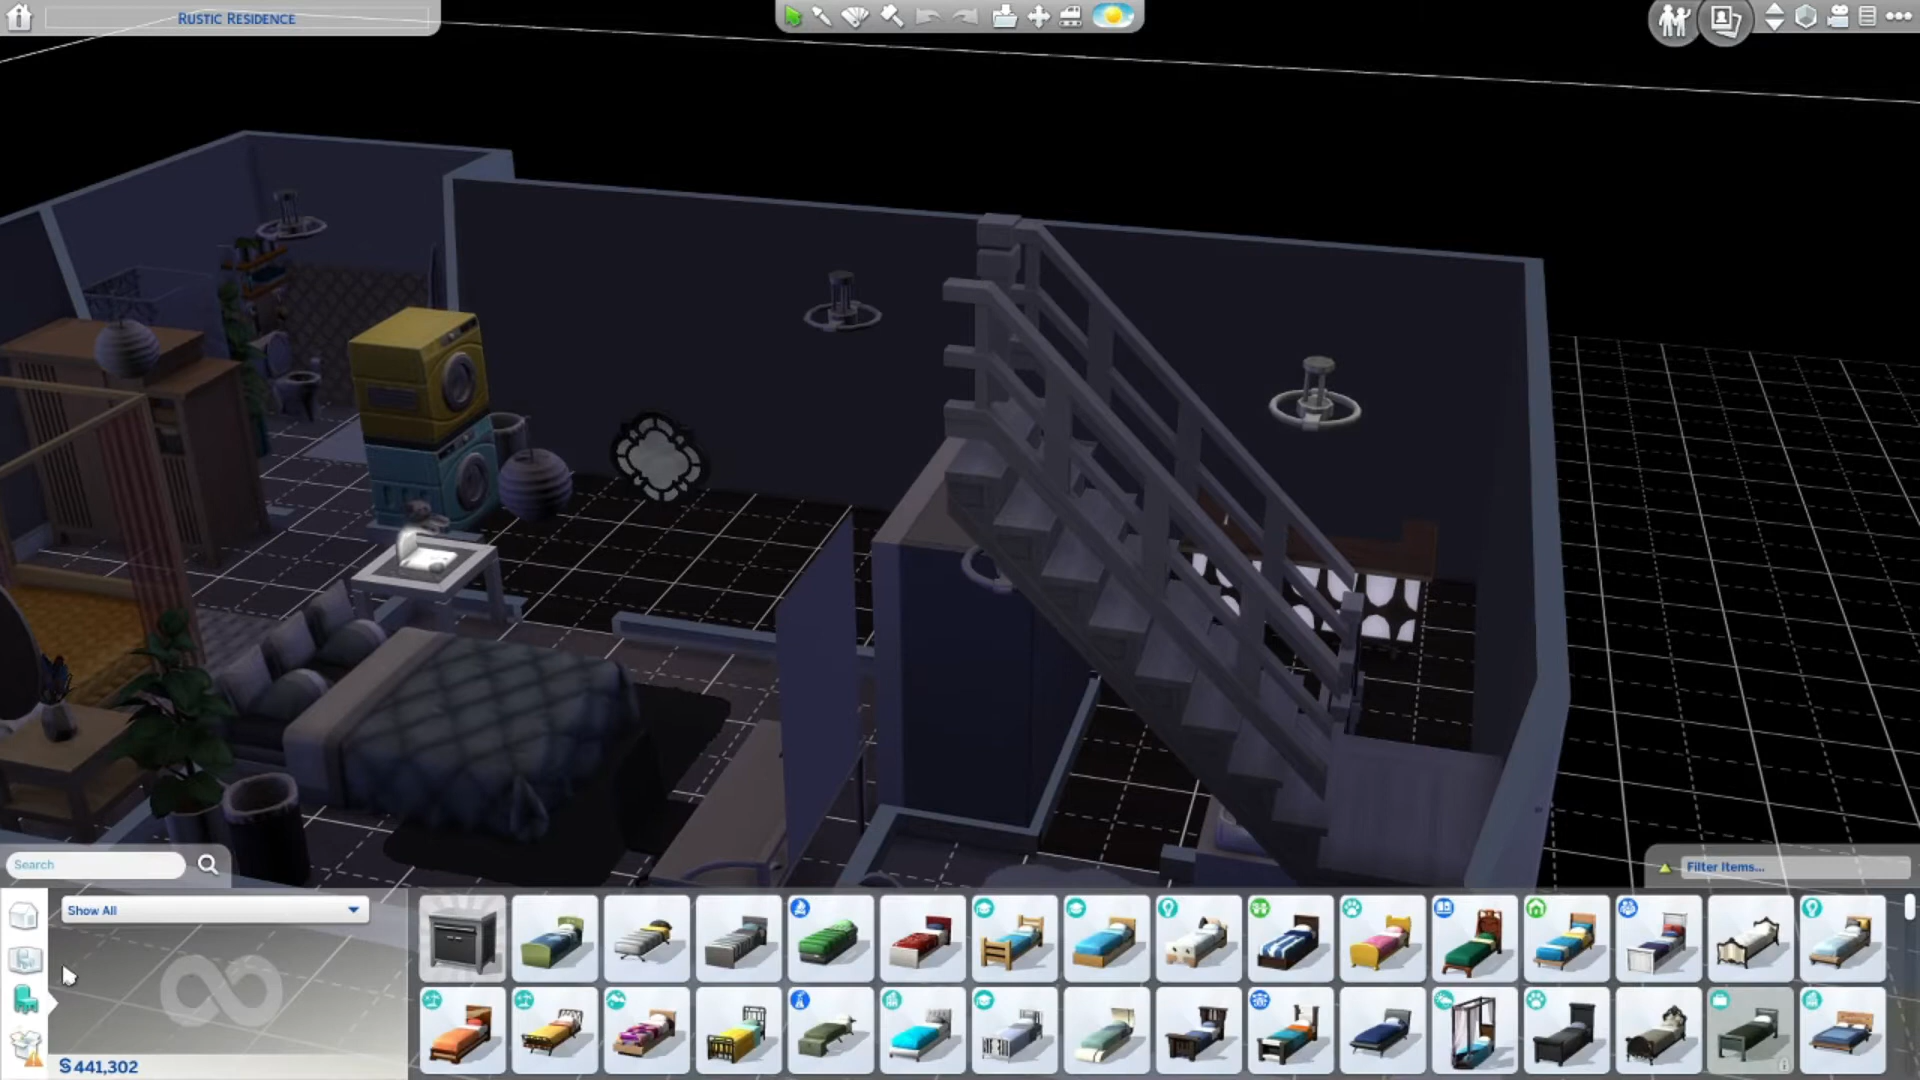 RUSTIC RESIDENCE
Search
Filter Items...
Show All
§441,302